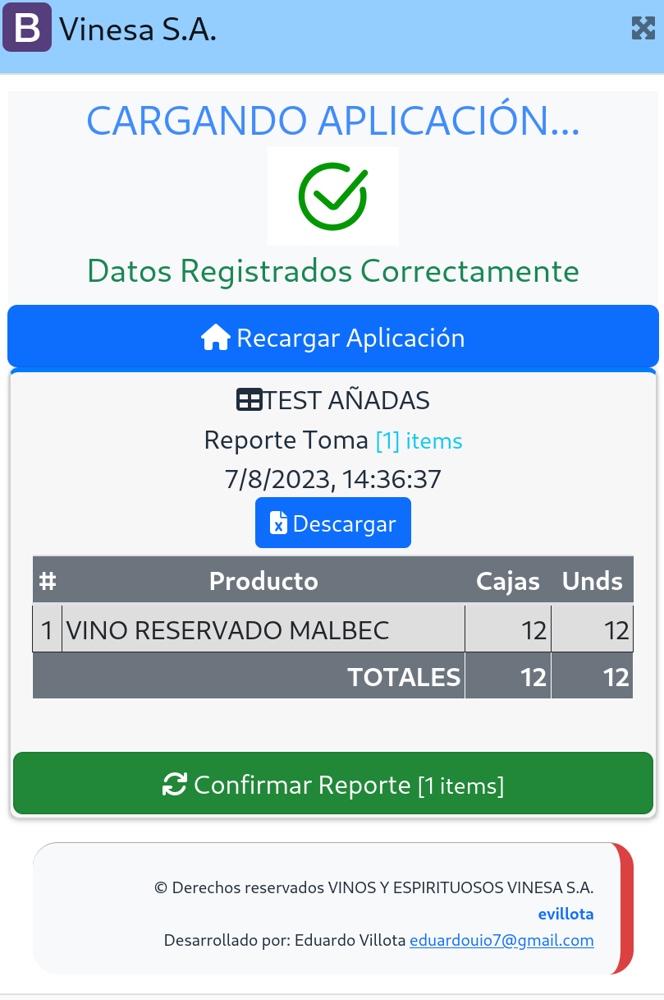 B Vinesa S.A.
CARGANDO APLICACIÓN...
Datos Registrados Correctamente
Recargar Aplicación
TEST AÑADAS
Reporte Toma [1] items
7/8/2023, 14:36:37
Descargar
# Producto Cajas Unds
1 VINO RESERVADO MALBEC 12 12
TOTALES 12 12
Confirmar Reporte [1 items]
© Derechos reservados VINOS Y ESPIRITUOSOS VINESA S.A.
evillota
Desarrollado por: Eduardo Villota eduardouio7@gmail.com